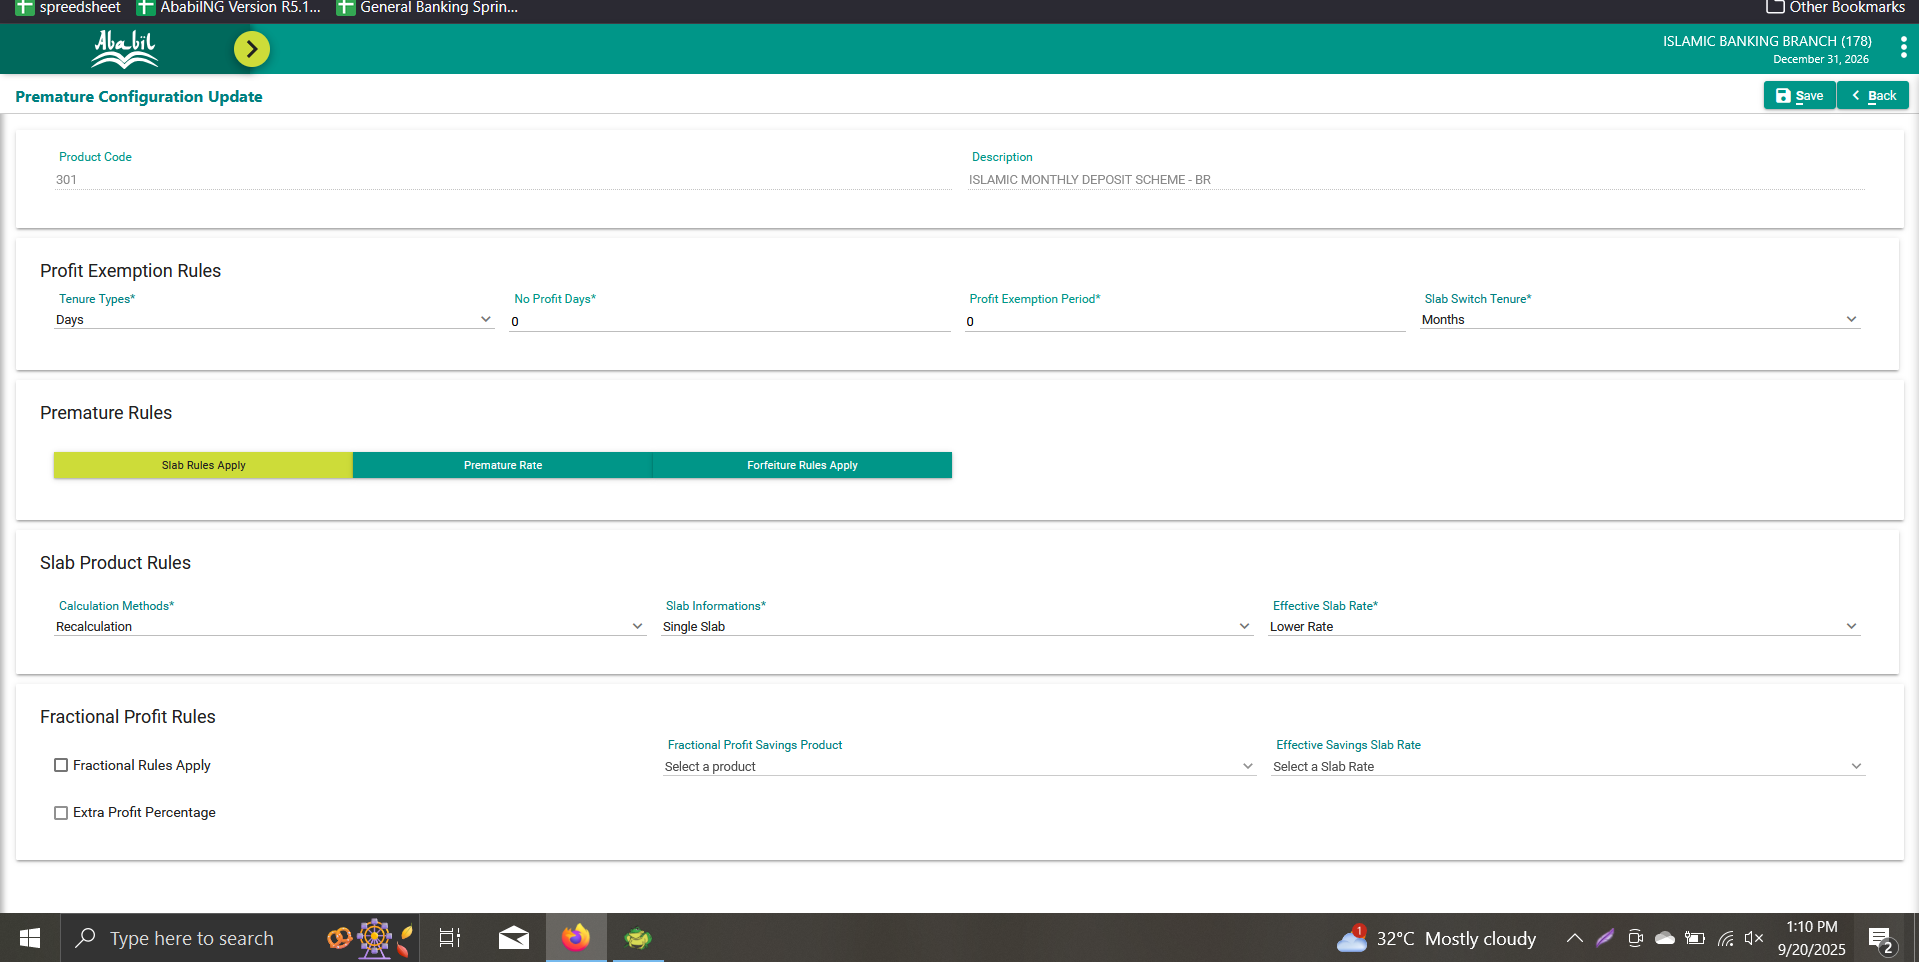 spreedsheet AbabilNG Version R5.1... General Banking Sprin... Other Bookmarks
Ababil ISLAMIC BANKING BRANCH (178)
December 31, 2026
Premature Configuration Update Save Back
Product Code Description
301 ISLAMIC MONTHLY DEPOSIT SCHEME - BR
Profit Exemption Rules
Tenure Types* No Profit Days* Profit Exemption Period* Slab Switch Tenure*
Days 0 0 Months
Premature Rules
Slab Rules Apply Premature Rate Forfeiture Rules Apply
Slab Product Rules
Calculation Methods* Slab Informations* Effective Slab Rate*
Recalculation Single Slab Lower Rate
Fractional Profit Rules
Fractional Profit Savings Product Effective Savings Slab Rate
Fractional Rules Apply Select a product Select a Slab Rate
Extra Profit Percentage
Type here to search 1 32°C Mostly cloudy 1:10 PM
9/20/2025 2